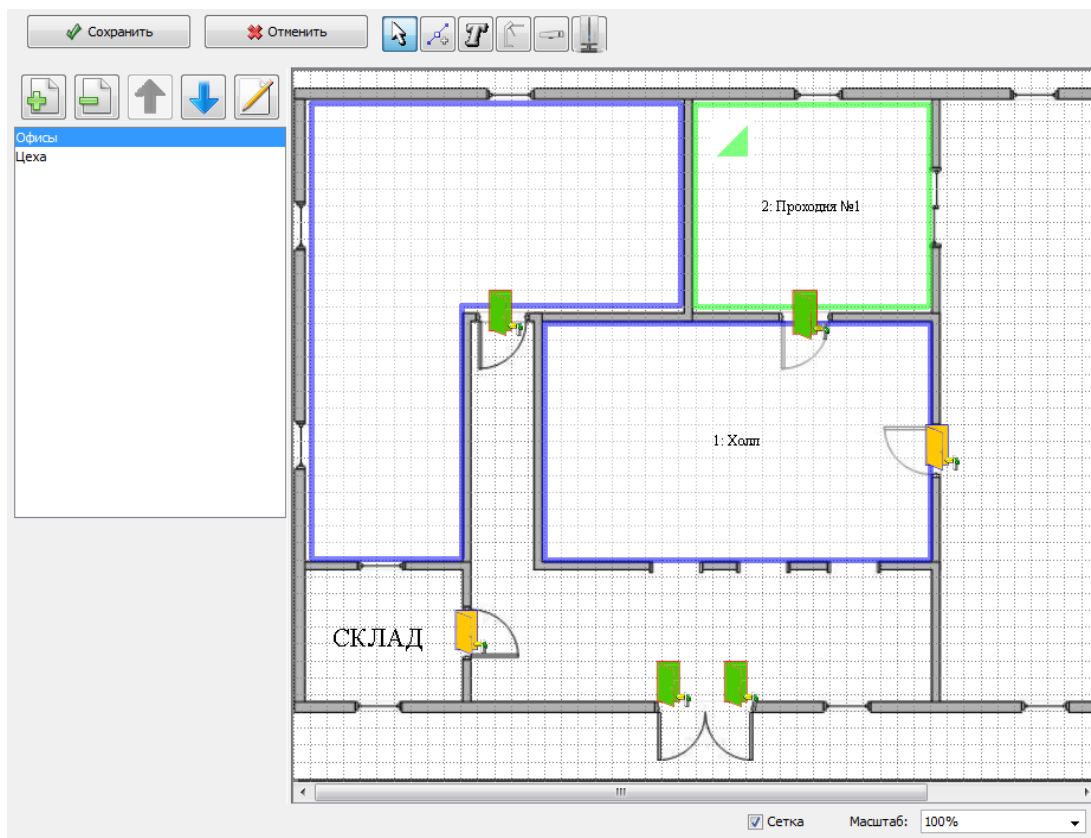 Сохранить
Отменить
Офисы
Цеха
2: Проходня №1
1: Холл
СКЛАД
Сетка
Масштаб:
100%